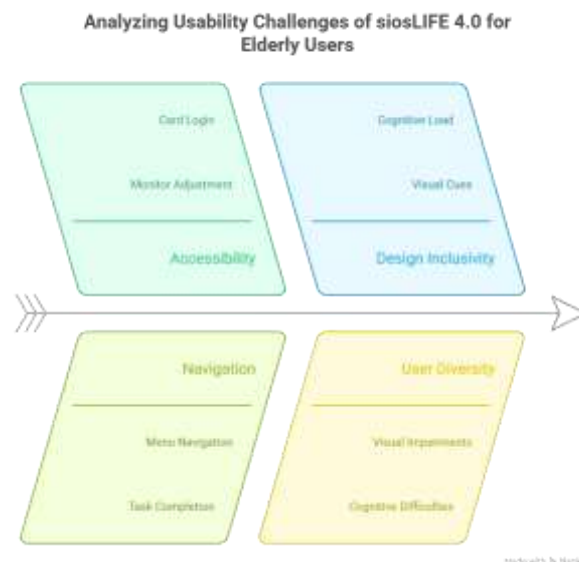 Analyzing Usability Challenges of siosLIFE 4.0 for
Elderly Users
Card Login
Monitor Adjustment
Accessibility
Cognitive Load
Visual Cues
Design Inclusivity
Navigation
Menu Navigation
Task Completion
User Diversity
Visual Impairments
Cognitive Difficulties